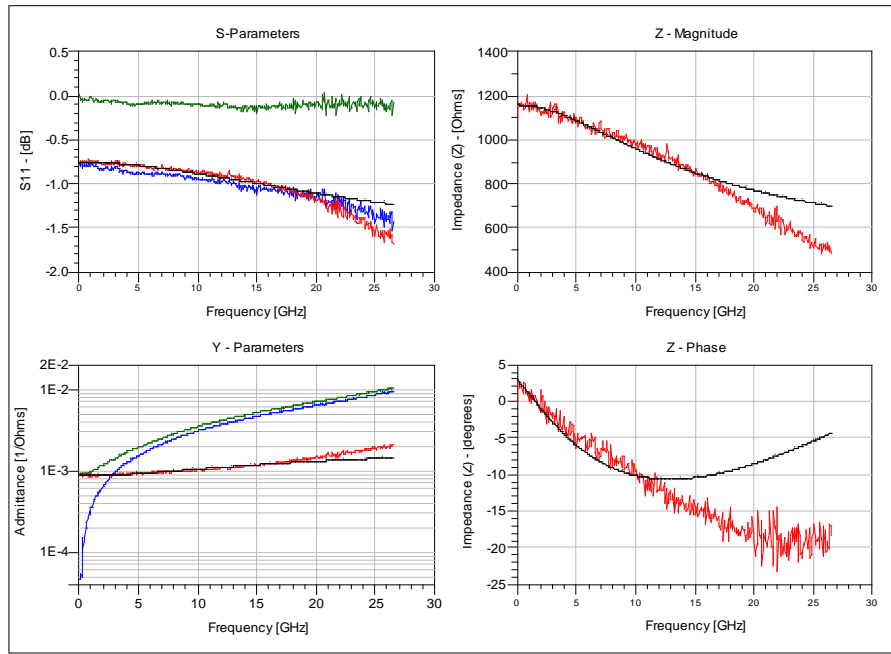 S-Parameters
0.5
0.0
-0.5
-1.0
-1.5
-2.0
S11 - [dB]
0 5 10 15 20 25 30
Frequency [GHz]
Z - Magnitude
1400
1200
1000
800
600
400
Impedance (Z) - [Ohms]
0 5 10 15 20 25 30
Frequency [GHz]
Y - Parameters
2E-2
1E-2
1E-3
1E-4
Admittance [1/Ohms]
0 5 10 15 20 25 30
Frequency [GHz]
Z - Phase
5
0
-5
-10
-15
-20
-25
Impedance (Z) - [degrees]
0 5 10 15 20 25 30
Frequency [GHz]